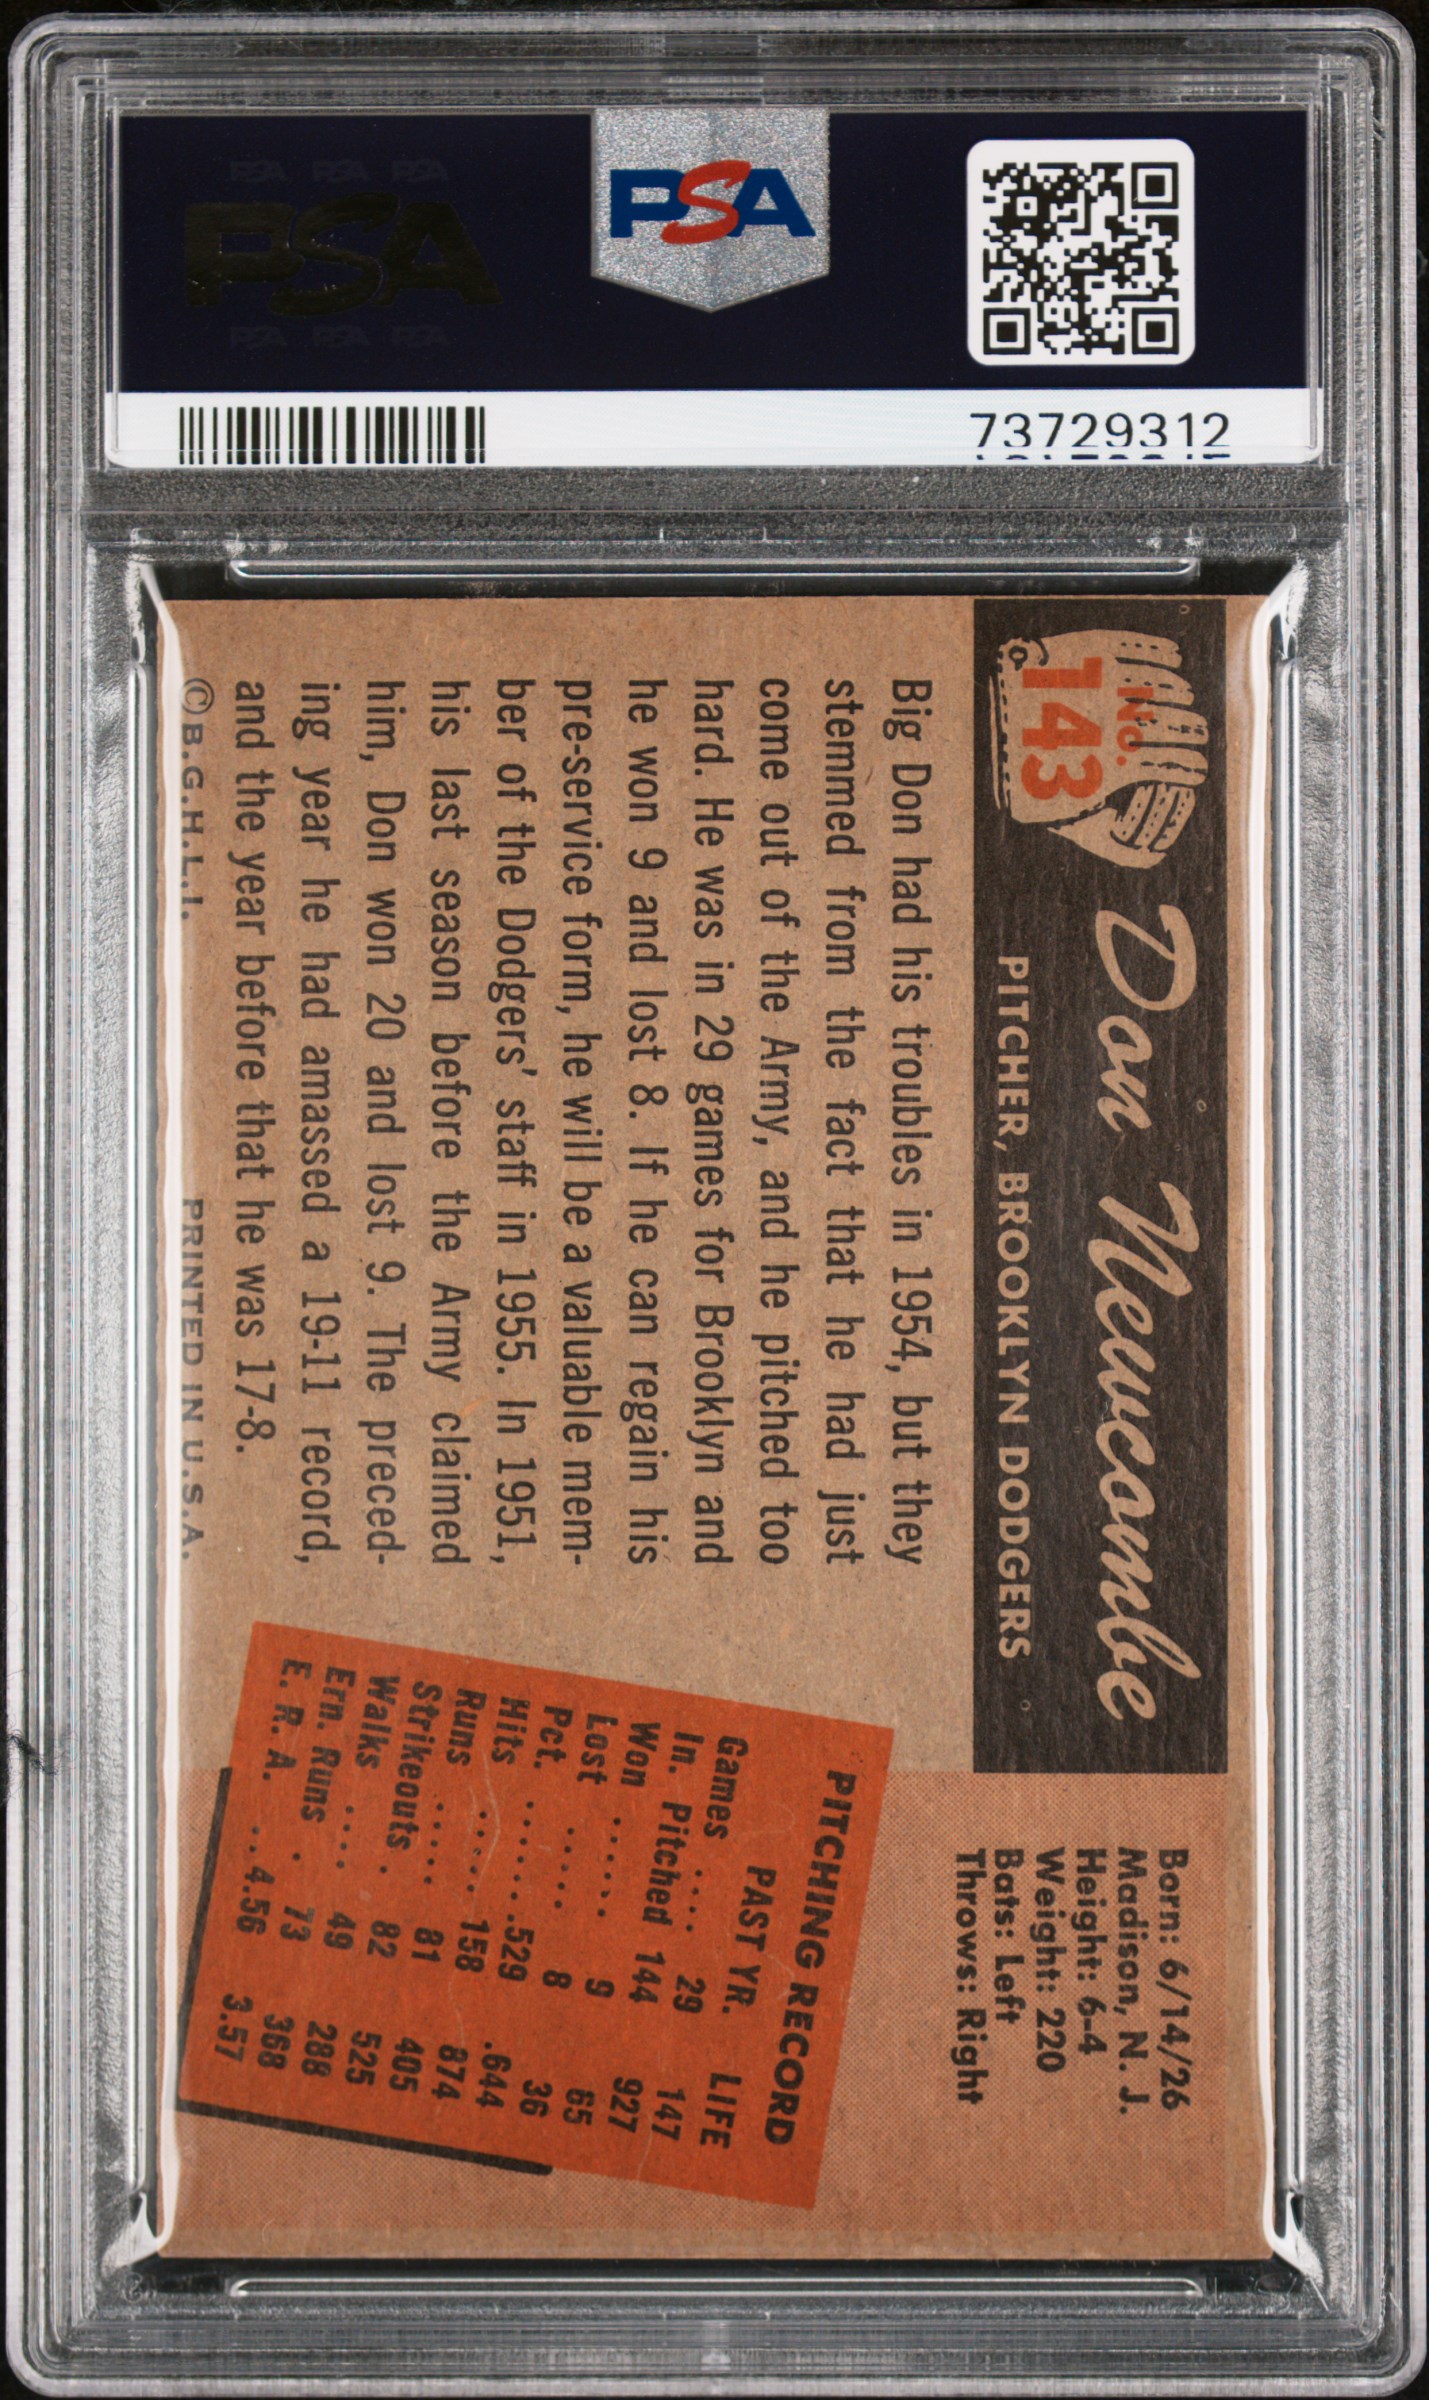 PSA PSA PSA
PSA
PSA PSA PSA
PSA
73729312
No.
143
Don Newcombe
PITCHER, BROOKLYN DODGERS
Born: 6/14/26
Madison, N. J.
Height: 6-4
Weight: 220
Bats: Left
Throws: Right
Big Don had his troubles in 1954, but they
stemmed from the fact that he had just
come out of the Army, and he pitched too
hard. He was in 29 games for Brooklyn and
he won 9 and lost 8. If he can regain his
pre-service form, he will be a valuable mem-
ber of the Dodgers' staff in 1955. In 1951,
his last season before the Army claimed
him, Don won 20 and lost 9. The preced-
ing year he had amassed a 19-11 record,
and the year before that he was 17-8.
PITCHING RECORD
PAST YR. LIFE
Games .... 29 147
In. Pitched 144 927
Won ...... 9 65
Lost ..... 8 36
Pct. ....... .529 .644
Hits ..... 158 874
Runs ..... 81 405
Strikeouts . 82 525
Walks .... 49 288
Ern. Runs . 73 368
E. R. A. .. 4.56 3.57
©B.G.H.L.I. PRINTED IN U.S.A.